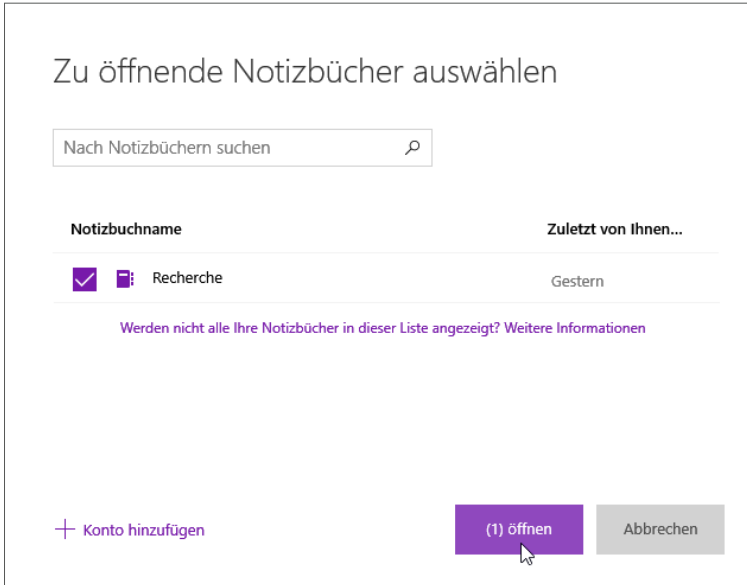 Zu öffnende Notizbücher auswählen
Nach Notizbüchern suchen
Notizbuchname Zuletzt von Ihnen...
Recherche Gestern
Werden nicht alle Ihre Notizbücher in dieser Liste angezeigt? Weitere Informationen
Konto hinzufügen (1) öffnen Abbrechen